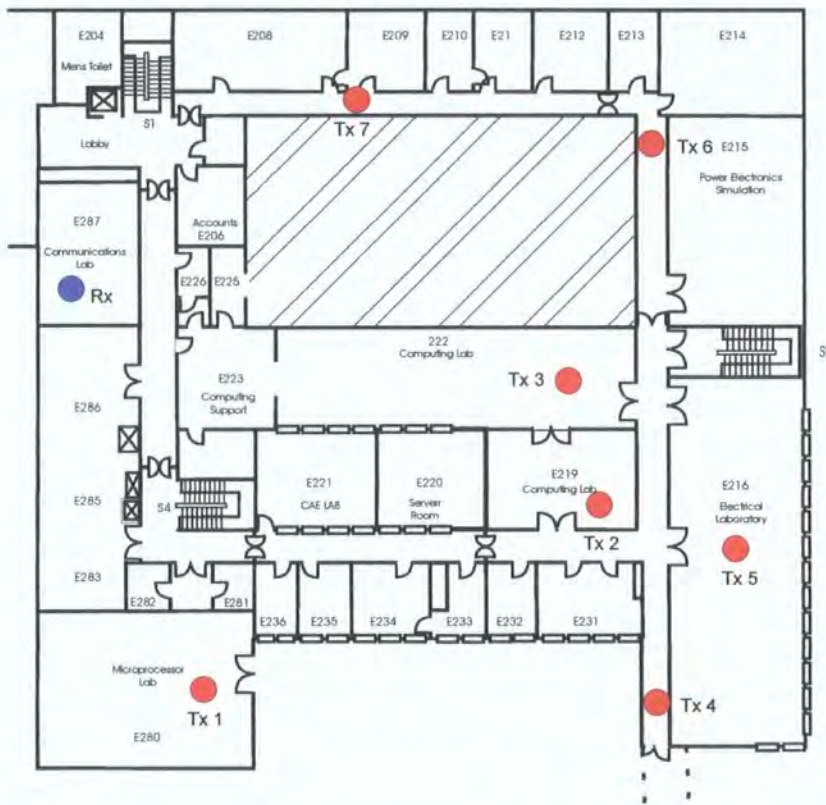 E204
Mens Toilet
E208
E209
E210
E21
E212
E213
E214
S1
Tx 7
Lobby
Tx 6
E215
Power Electronics
Simulation
E287
Communications
Lab
Rx
Accounts
E206
E226
E225
222
Computing Lab
S
Tx 3
E223
Computing
Support
E286
E221
CAE LAB
E220
Serverr
Room
E219
Computing Lab
E216
Electrical
Laboratory
E285
S4
Tx 2
Tx 5
E283
E282
E281
E236
E235
E234
E233
E232
E231
Microprocessor
Lab
Tx 1
Tx 4
E280